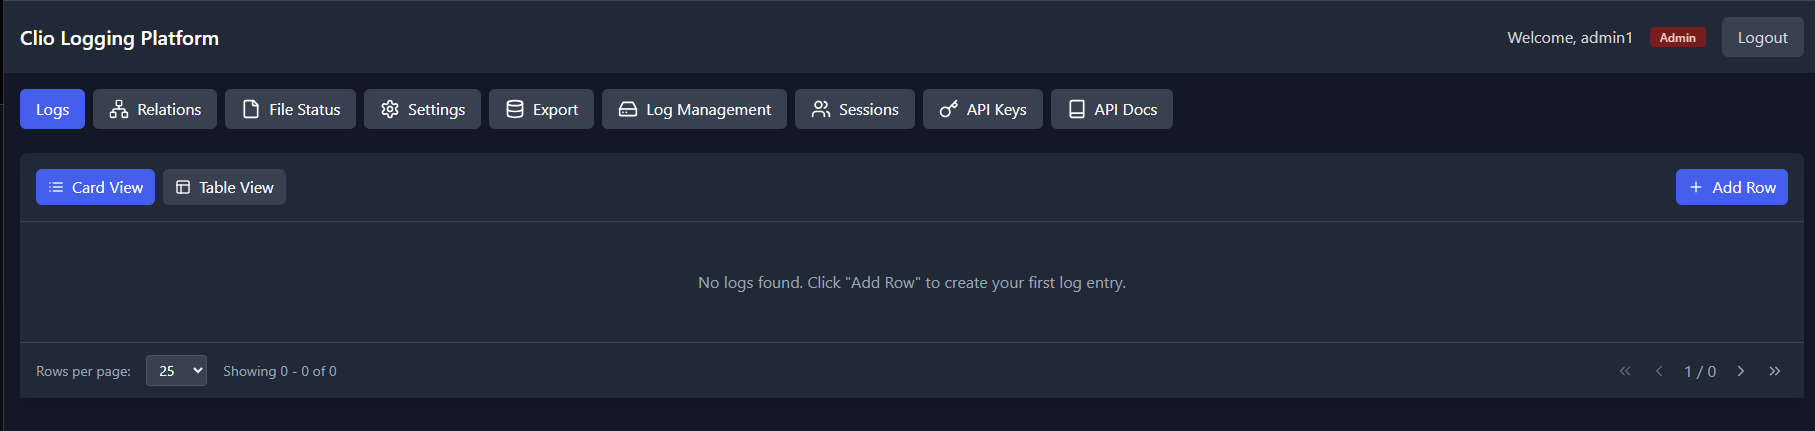 Clio Logging Platform
Welcome, admin1 Admin Logout
Logs Relations File Status Settings Export Log Management Sessions API Keys API Docs
Card View Table View Add Row
No logs found. Click "Add Row" to create your first log entry.
Rows per page: 25 Showing 0 - 0 of 0 1 / 0